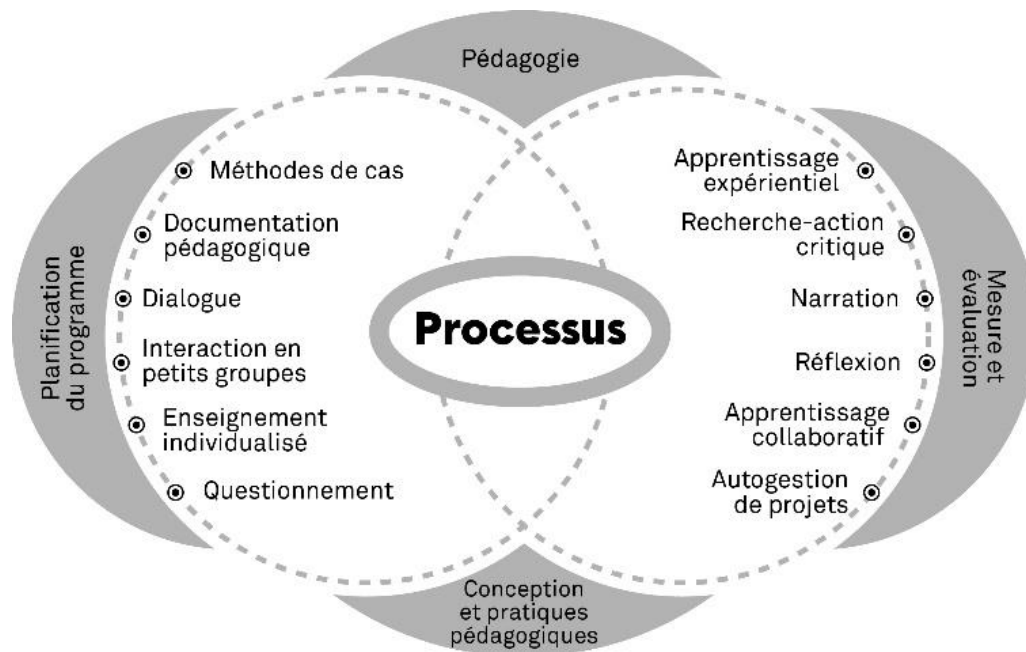 Pédagogie
Planification
du programme
Méthodes de cas
Documentation
pédagogique
Dialogue
Interaction en
petits groupes
Enseignement
individualisé
Questionnement
Processus
Apprentissage
expérientiel
Recherche-action
critique
Narration
Réflexion
Apprentissage
collaboratif
Autogestion
de projets
Mesure et
évaluation
Conception
et pratiques
pédagogiques